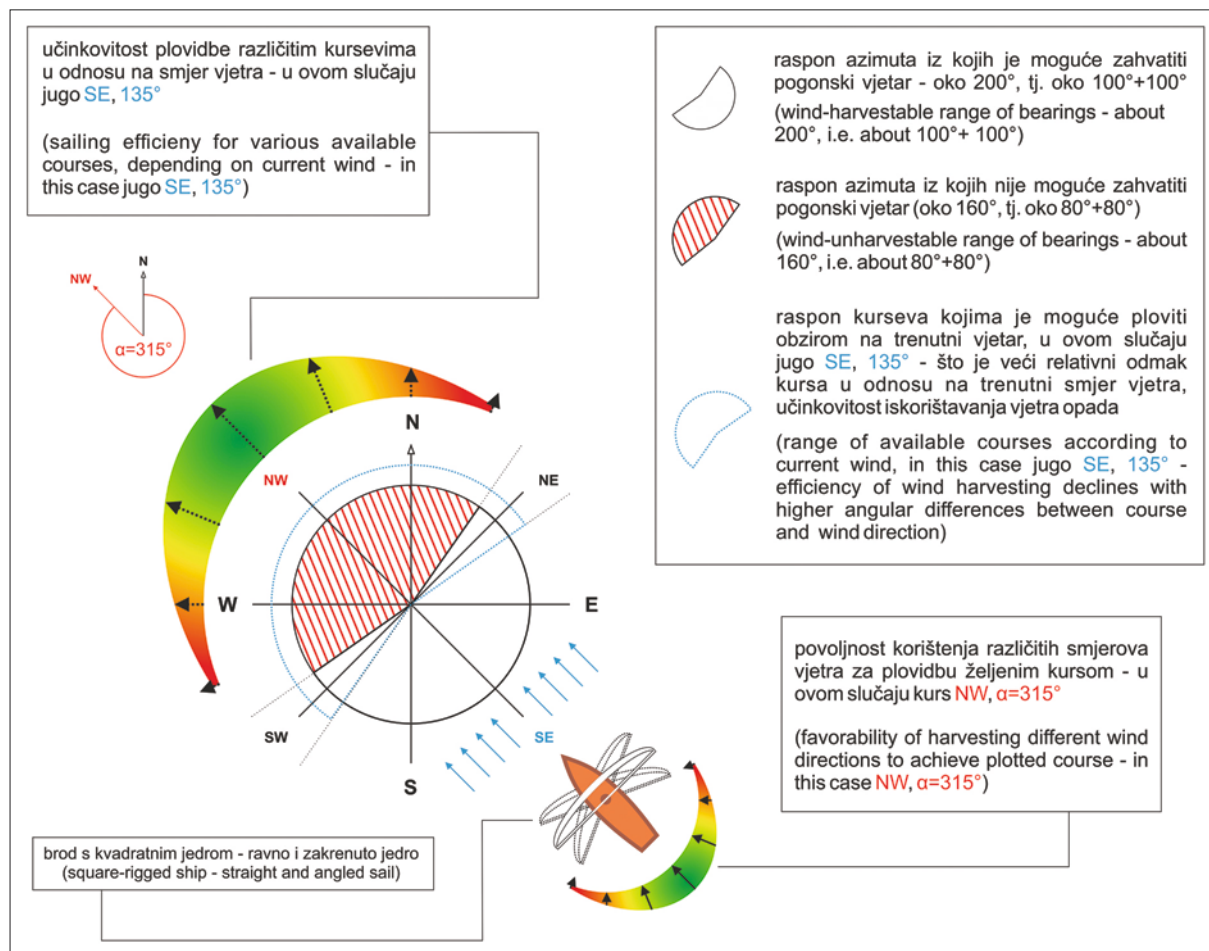 učinkovitost plovidbe različitim kursevima
u odnosu na smjer vjetra - u ovom slučaju
jugo SE, 135°
(sailing efficieny for various available
courses, depending on current wind - in
this case jugo SE, 135°)
raspon azimuta iz kojih je moguće zahvatiti
pogonski vjetar - oko 200°, tj. oko 100°+100°
(wind-harvestable range of bearings - about
200°, i.e. about 100°+ 100°)
raspon azimuta iz kojih nije moguće zahvatiti
pogonski vjetar (oko 160°, tj. oko 80°+80°)
(wind-unharvestable range of bearings - about
160°, i.e. about 80°+80°)
raspon kurseva kojima je moguće ploviti
obzirom na trenutni vjetar, u ovom slučaju
jugo SE, 135° - što je veći relativni odmak
kursa u odnosu na trenutni smjer vjetra,
učinkovitost iskorištavanja vjetra opada
(range of available courses according to
current wind, in this case jugo SE, 135° -
efficiency of wind harvesting declines with
higher angular differences between course
and wind direction)
N
NW
α=315°
N
NW
NE
W
E
SW
SE
S
povoljnost korištenja različitih smjerova
vjetra za plovidbu željenim kursom - u
ovom slučaju kurs NW, α=315°
(favorability of harvesting different wind
directions to achieve plotted course - in
this case NW, α=315°)
brod s kvadratnim jedrom - ravno i zakrenuto jedro
(square-rigged ship - straight and angled sail)